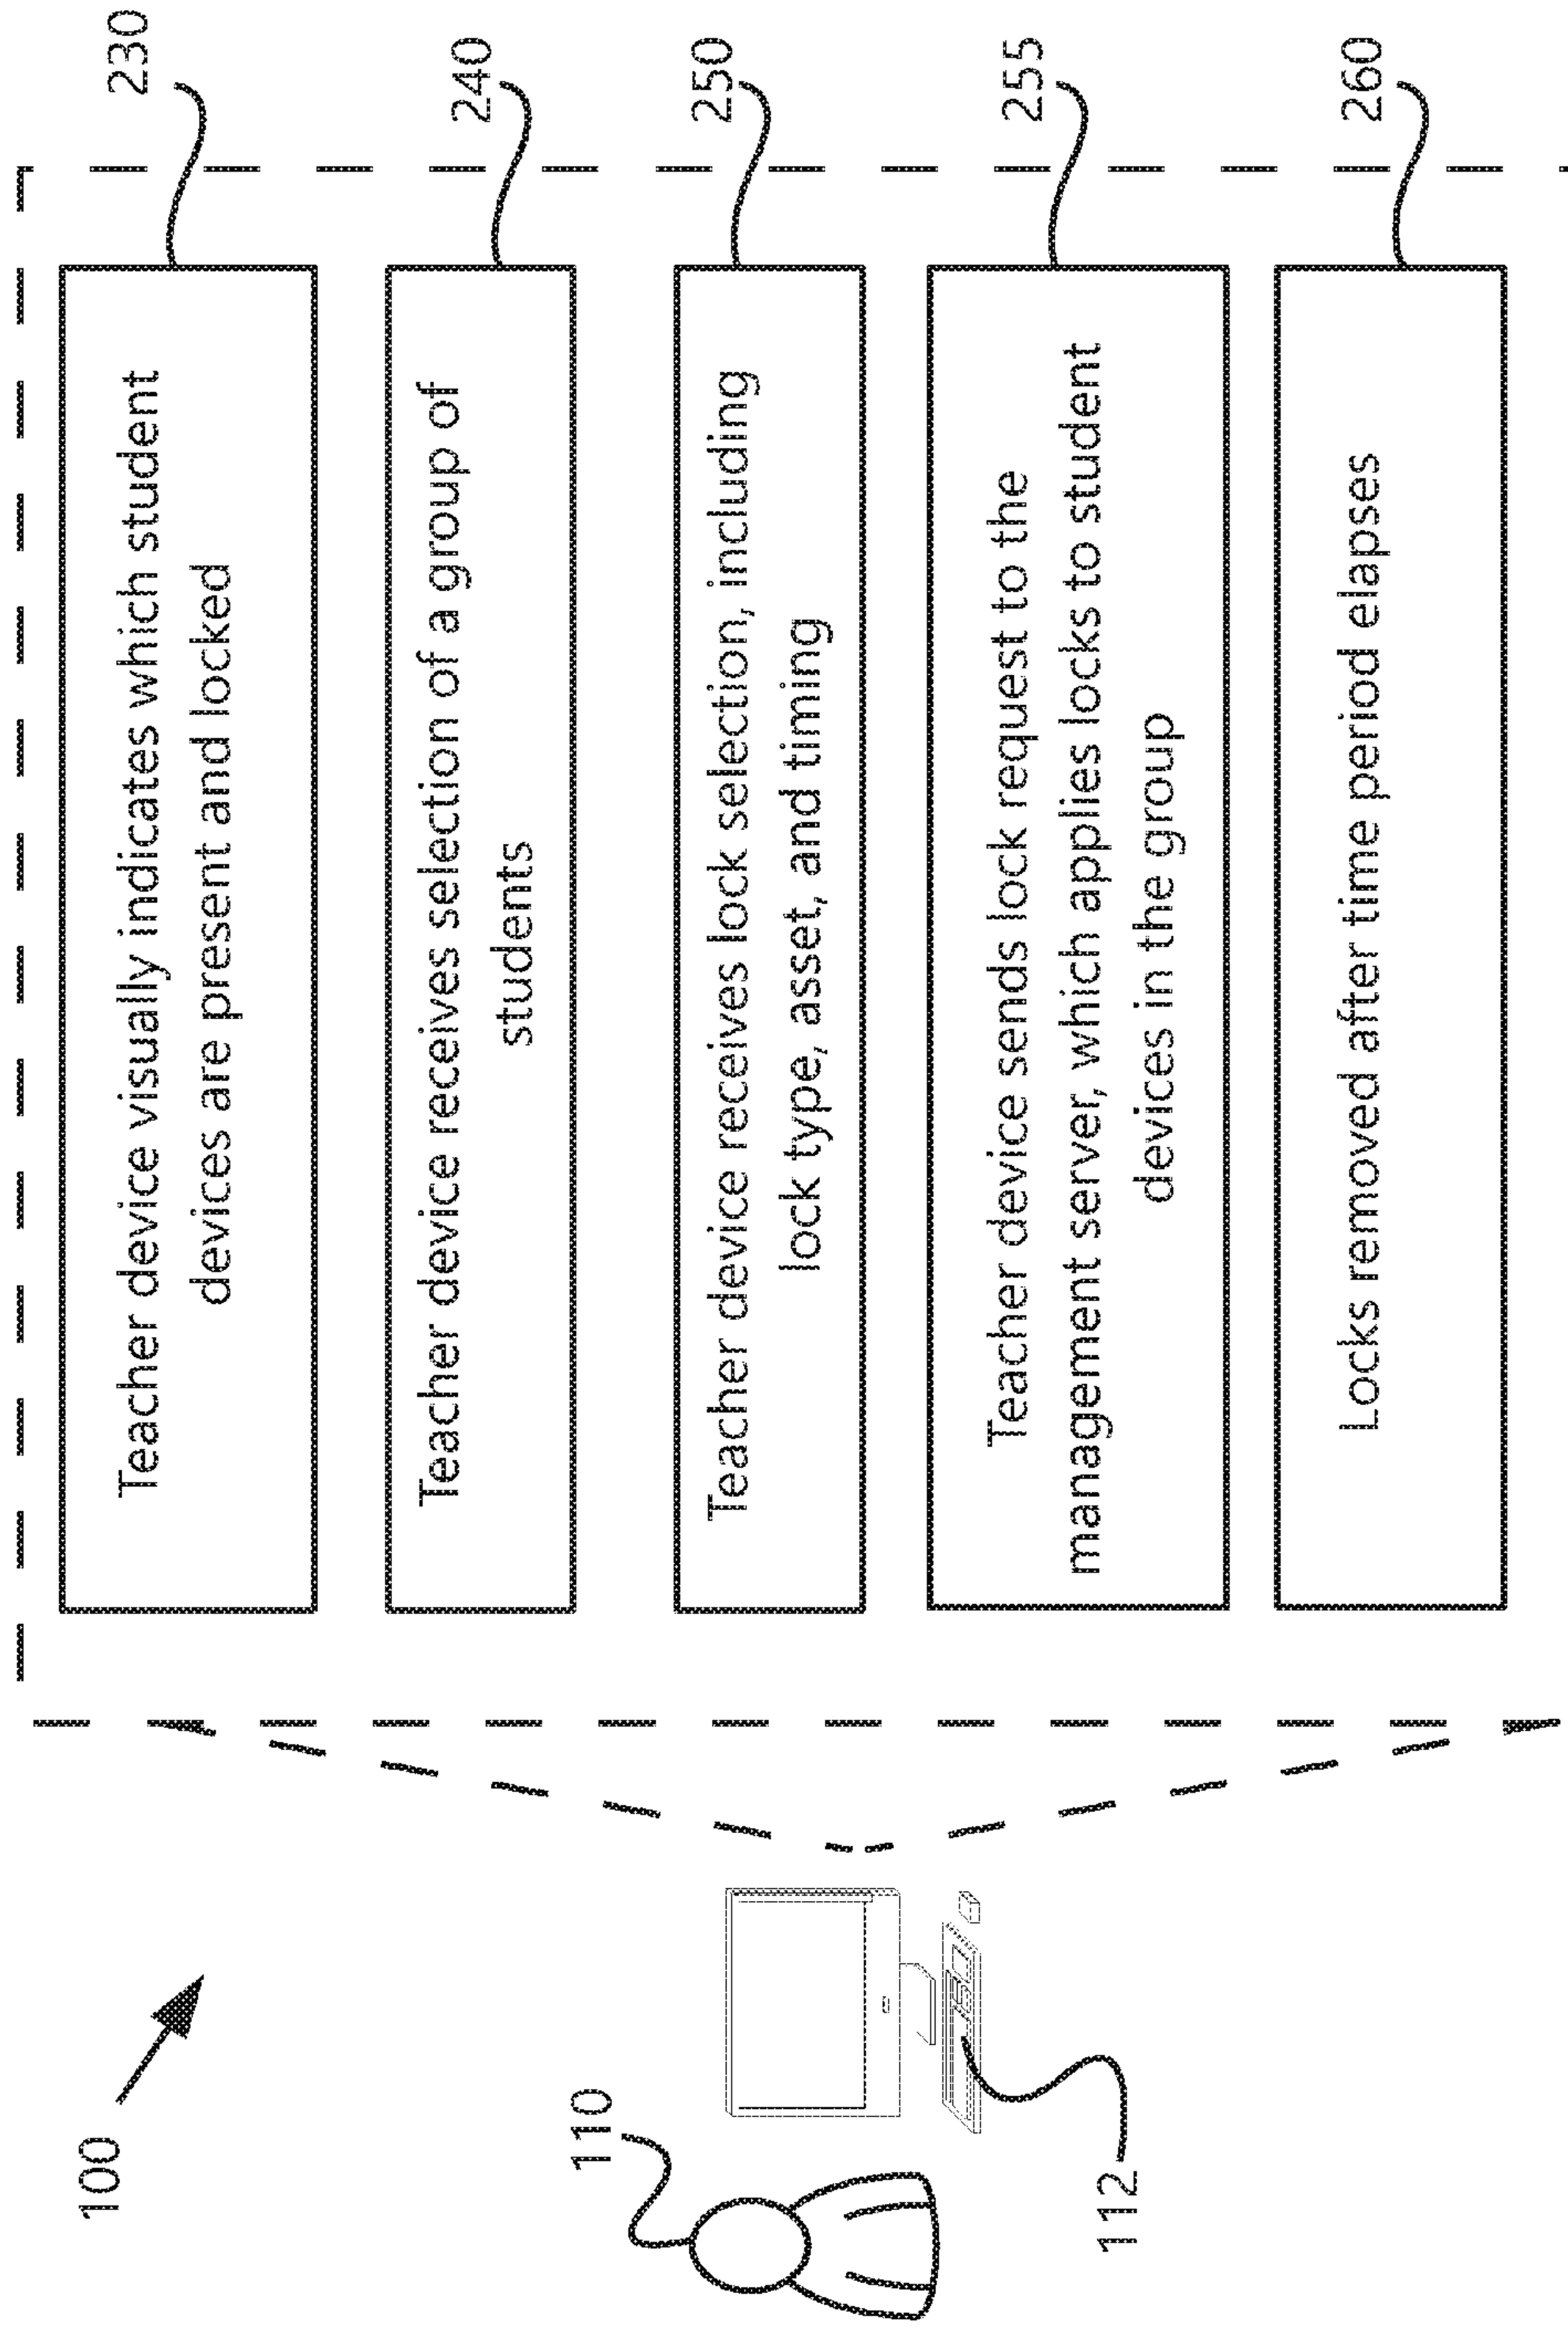 100
110
112
Teacher device visually indicates which student
devices are present and locked
230
Teacher device receives selection of a group of
students
240
Teacher device receives lock selection, including
lock type, asset, and timing
250
Teacher device sends lock request to the
management server, which applies locks to student
devices in the group
255
Locks removed after time period elapses
260